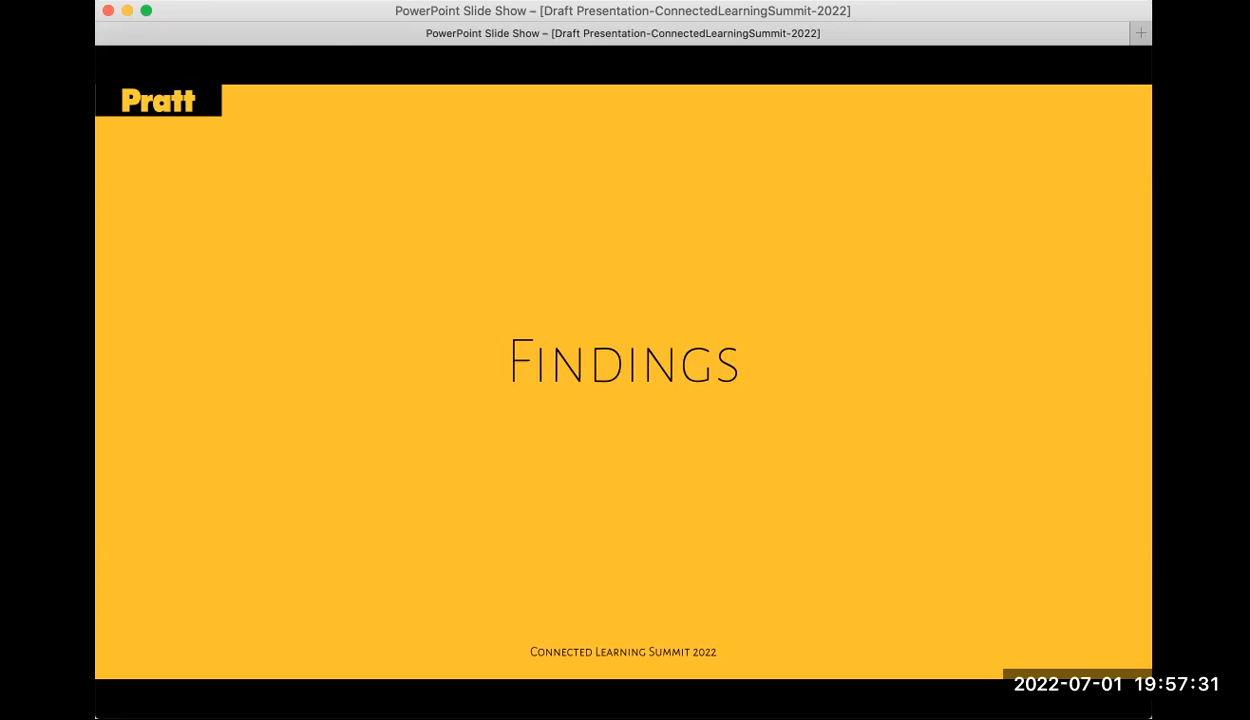 PowerPoint Slide Show – [Draft Presentation-ConnectedLearningSummit-2022]
PowerPoint Slide Show – [Draft Presentation-ConnectedLearningSummit-2022]
Pratt
Findings
Connected Learning Summit 2022
2022-07-01 19:57:31